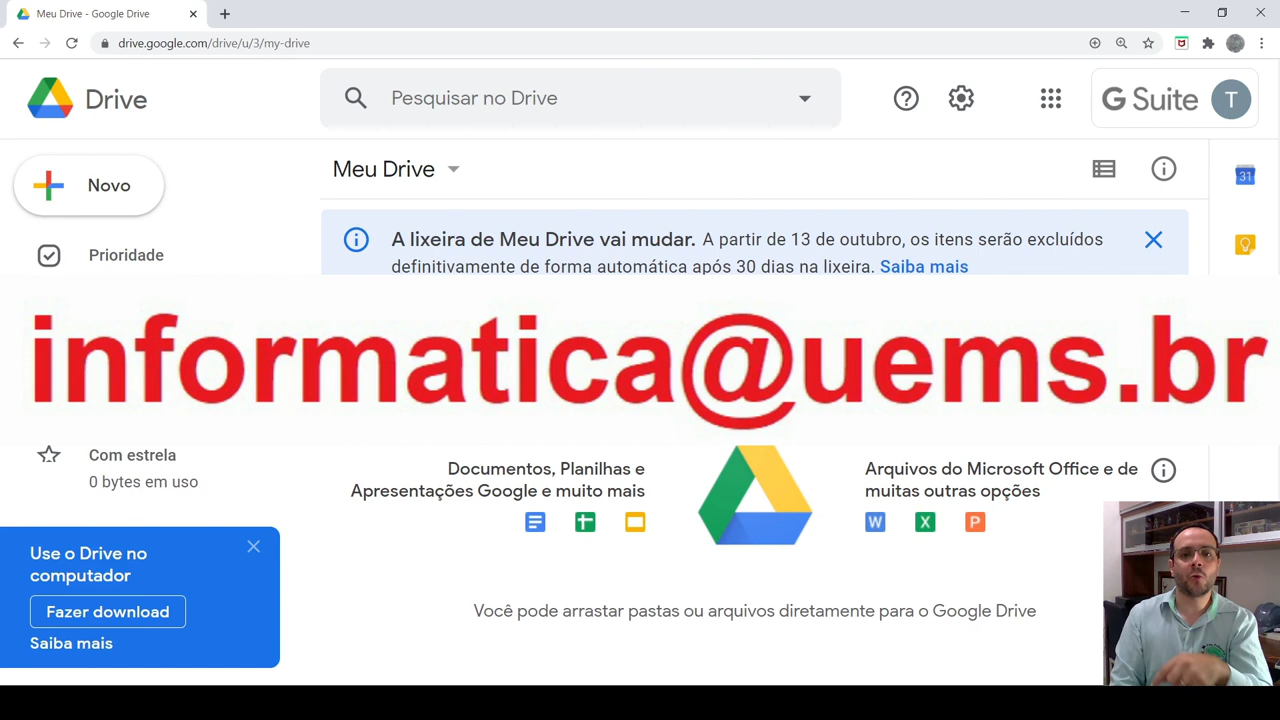 Meu Drive - Google Drive
drive.google.com/drive/u/3/my-drive
Drive
Pesquisar no Drive
G Suite
T
Novo
Meu Drive
31
Prioridade
A lixeira de Meu Drive vai mudar. A partir de 13 de outubro, os itens serão excluídos
definitivamente de forma automática após 30 dias na lixeira. Saiba mais
informatica@uems.br
Com estrela
0 bytes em uso
Documentos, Planilhas e
Apresentações Google e muito mais
Arquivos do Microsoft Office e de
muitas outras opções
W
X
P
Use o Drive no
computador
Fazer download
Saiba mais
Você pode arrastar pastas ou arquivos diretamente para o Google Drive